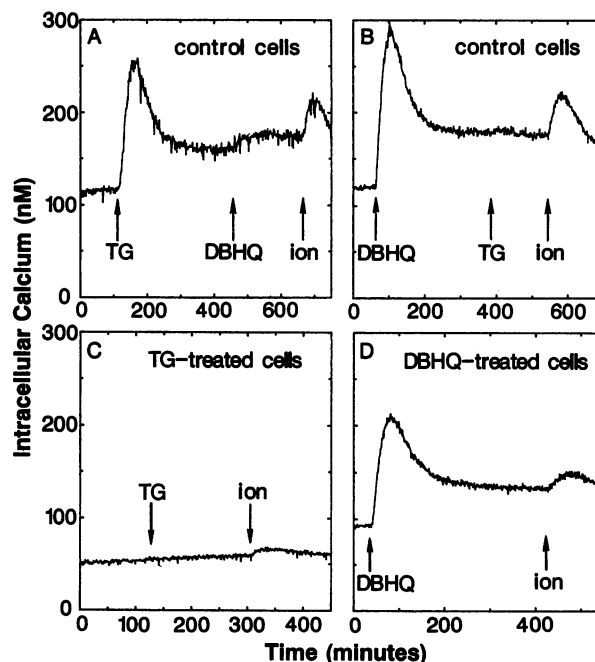 A control cells
B control cells
300
200
100
0
TG DBHQ ion
DBHQ TG ion
0 200 400 600
0 200 400 600
C TG-treated cells
D DBHQ-treated cells
300
200
100
0
TG ion
DBHQ ion
0 100 200 300 400
0 200 400
Intracellular Calcium (nM)
Time (minutes)